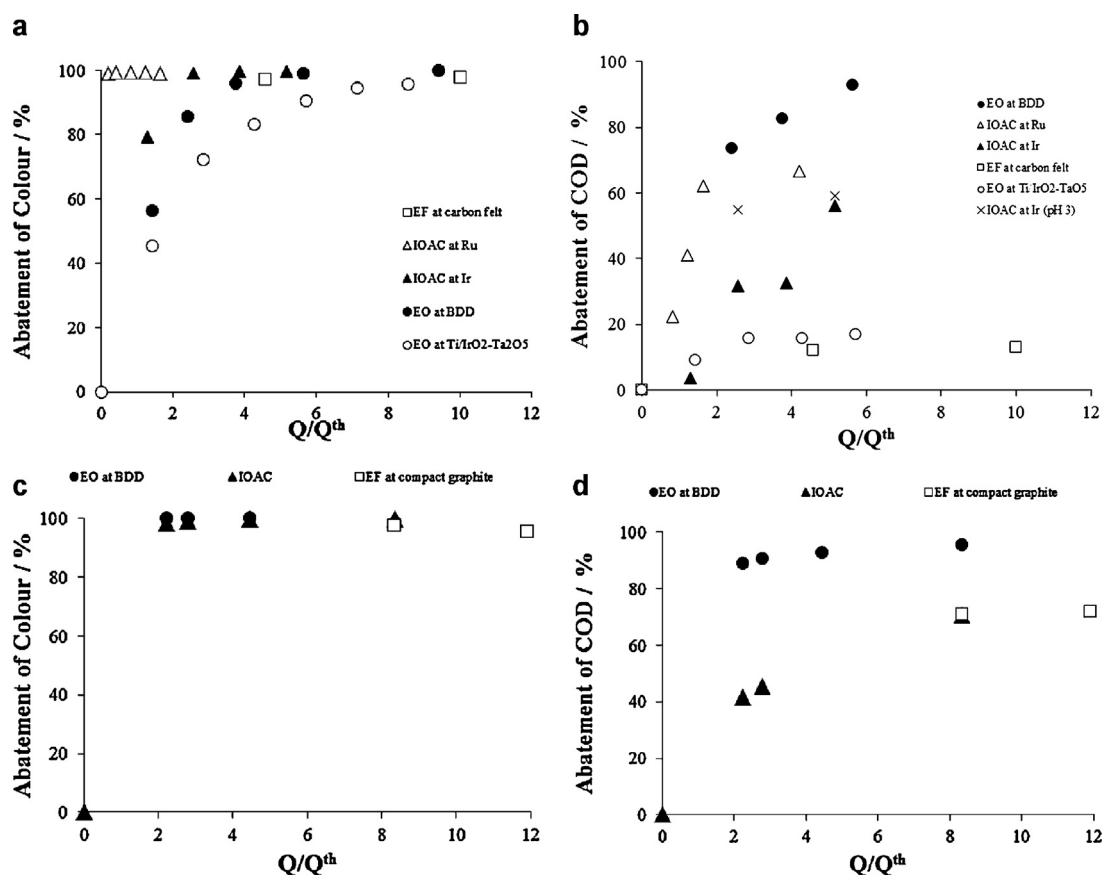 a
Abatement of Colour / %
100
80
60
40
20
0
EF at carbon felt
IOAC at Ru
IOAC at Ir
EO at BDD
EO at Ti/IrO2-Ta2O5
0 2 4 6 8 10 12
Q/Qth
b
Abatement of COD / %
100
80
60
40
20
0
EO at BDD
IOAC at Ru
IOAC at Ir
EF at carbon felt
EO at Ti/IrO2-TaO5
IOAC at Ir (pH 3)
0 2 4 6 8 10 12
Q/Qth
c
EO at BDD IOAC EF at compact graphite
Abatement of Colour / %
100
80
60
40
20
0
0 2 4 6 8 10 12
Q/Qth
d
EO at BDD IOAC EF at compact graphite
Abatement of COD / %
100
80
60
40
20
0
0 2 4 6 8 10 12
Q/Qth